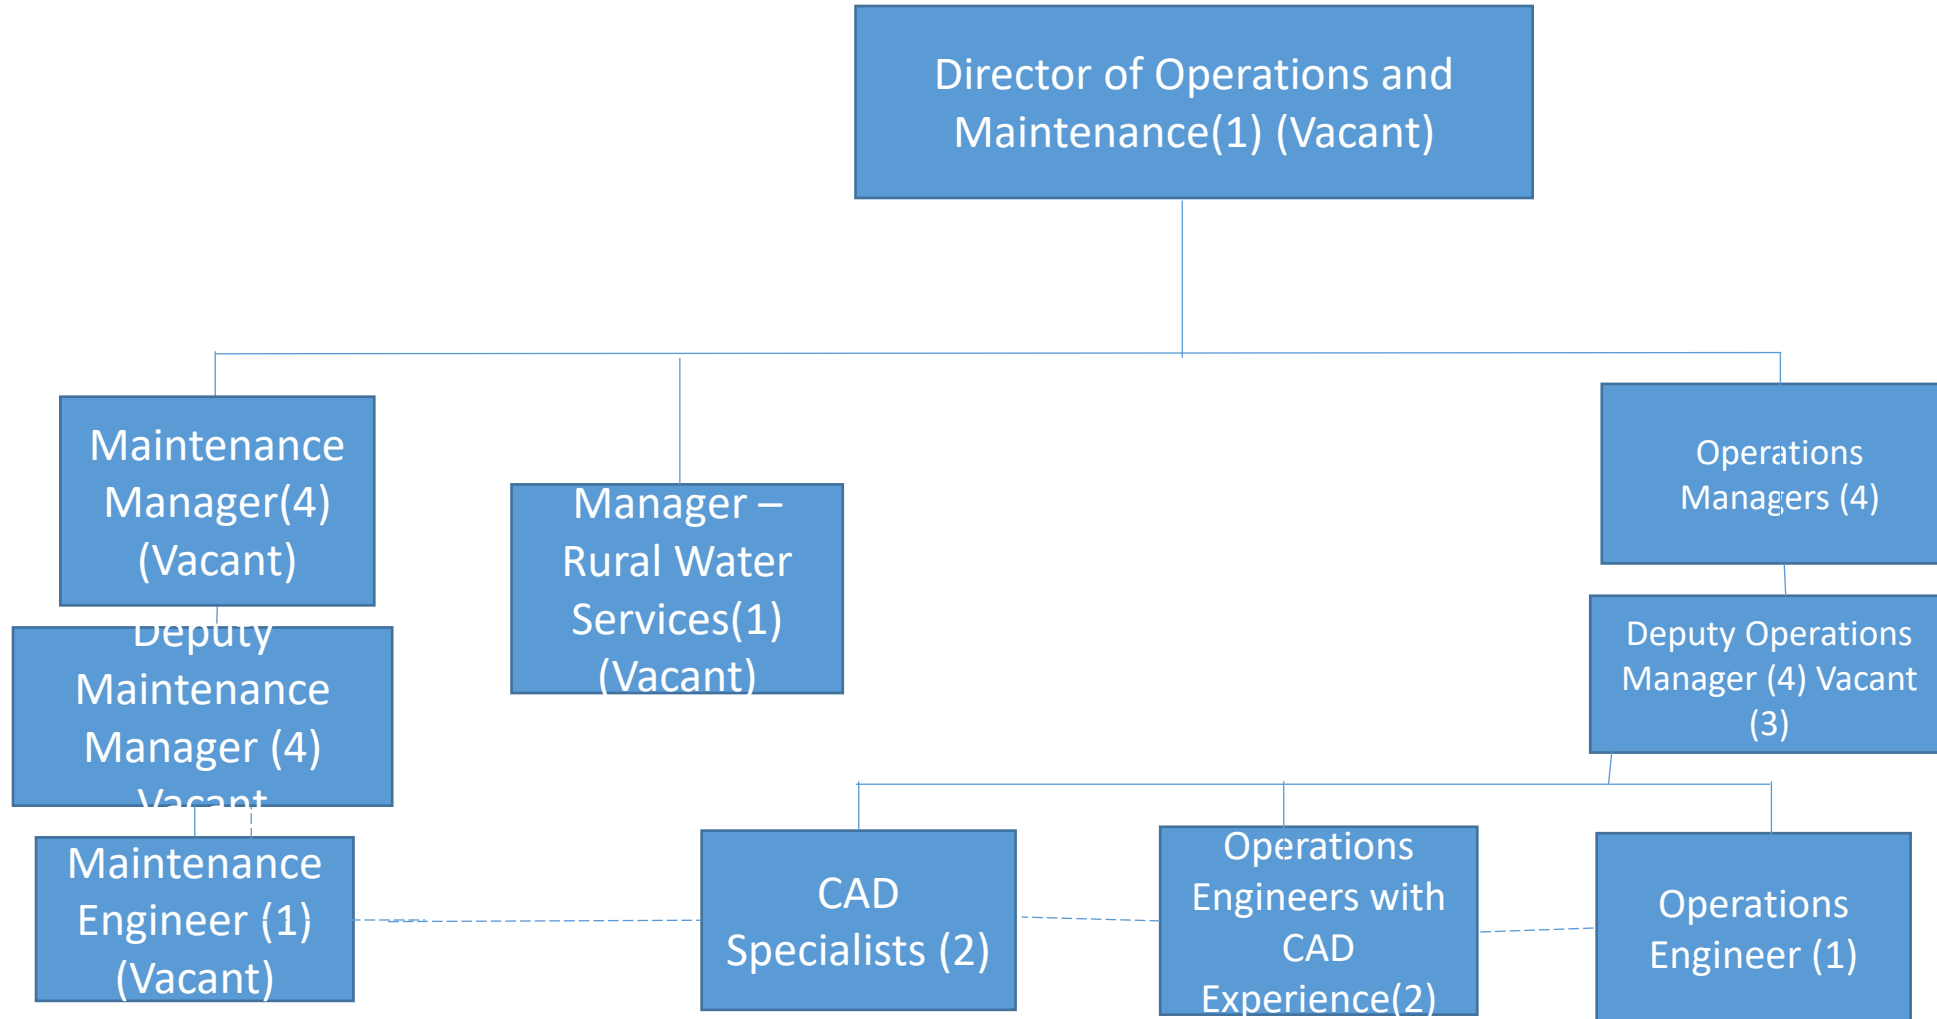 Director of Operations and
Maintenance(1) (Vacant)
Maintenance
Manager(4)
(Vacant)
Manager –
Rural Water
Services(1)
(Vacant)
Operations
Managers (4)
Deputy
Maintenance
Manager (4)
Vacant
Deputy Operations
Manager (4) Vacant
(3)
Maintenance
Engineer (1)
(Vacant)
CAD
Specialists (2)
Operations
Engineers with
CAD
Experience(2)
Operations
Engineer (1)